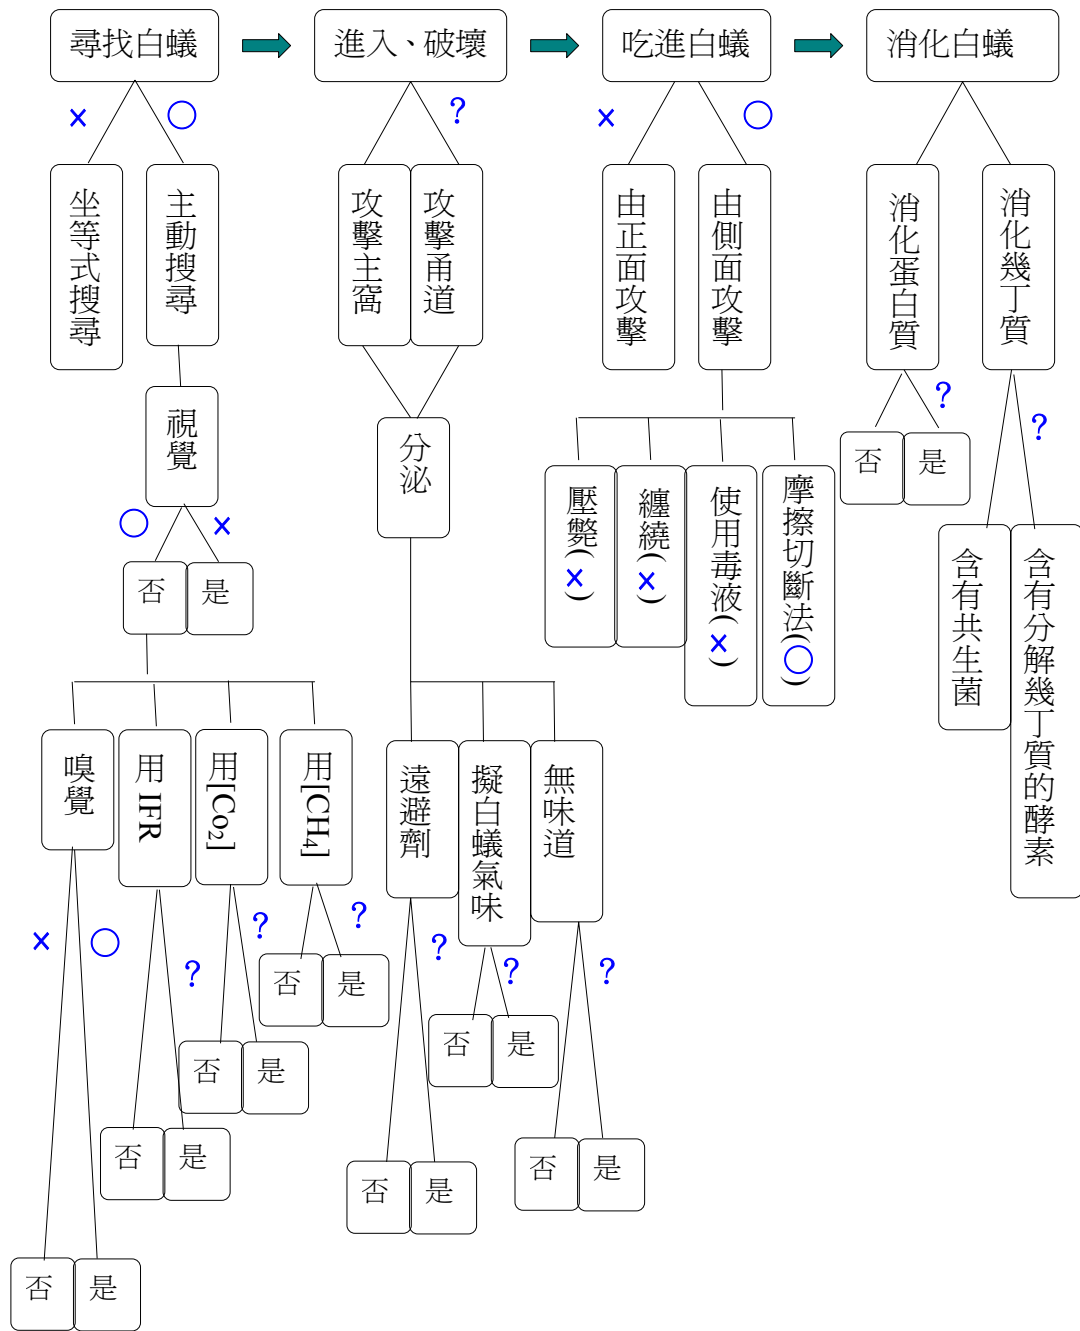 尋找白蟻
進入、破壞
吃進白蟻
消化白蟻
×
○
?
×
○
坐等式搜尋
主動搜尋
攻擊主窩
攻擊甬道
由正面攻擊
由側面攻擊
消化蛋白質
消化幾丁質
視覺
○
×
否
是
分泌
壓斃(×)
纏繞(×)
使用毒液(×)
摩擦切斷法(○)
?
否
是
?
含有共生菌
含有分解幾丁質的酵素
嗅覺
用 IFR
用[Co₂]
用[CH₄]
遠避劑
擬白蟻氣味
無味道
×
○
?
?
?
?
?
?
否
是
否
是
否
是
否
是
否
是
否
是
否
是